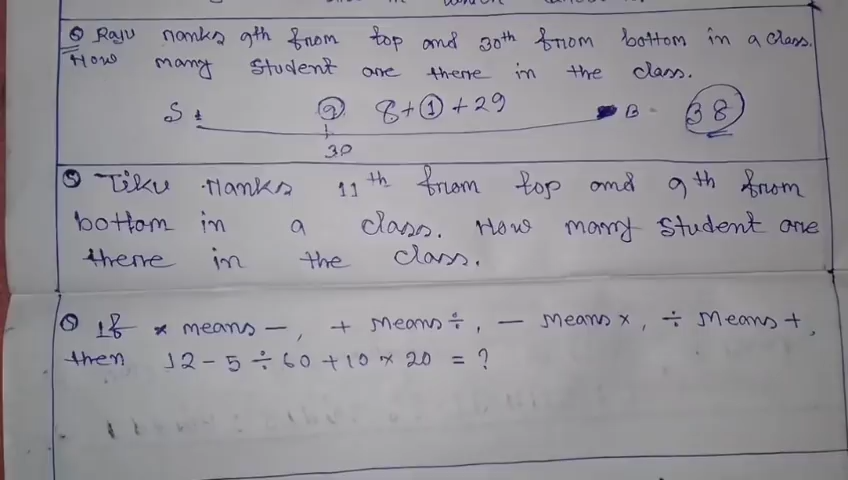 Raju ranks 9th from top and 30th from bottom in a class.
How many student are there in the class.
S 9 8+1+29 B - 38
30
Tiku ranks 11th from top and 9th from
bottom in a class. How many student are
there in the class.
If × means −, + means ÷, − means ×, ÷ means +,
then 12 − 5 ÷ 60 + 10 × 20 = ?